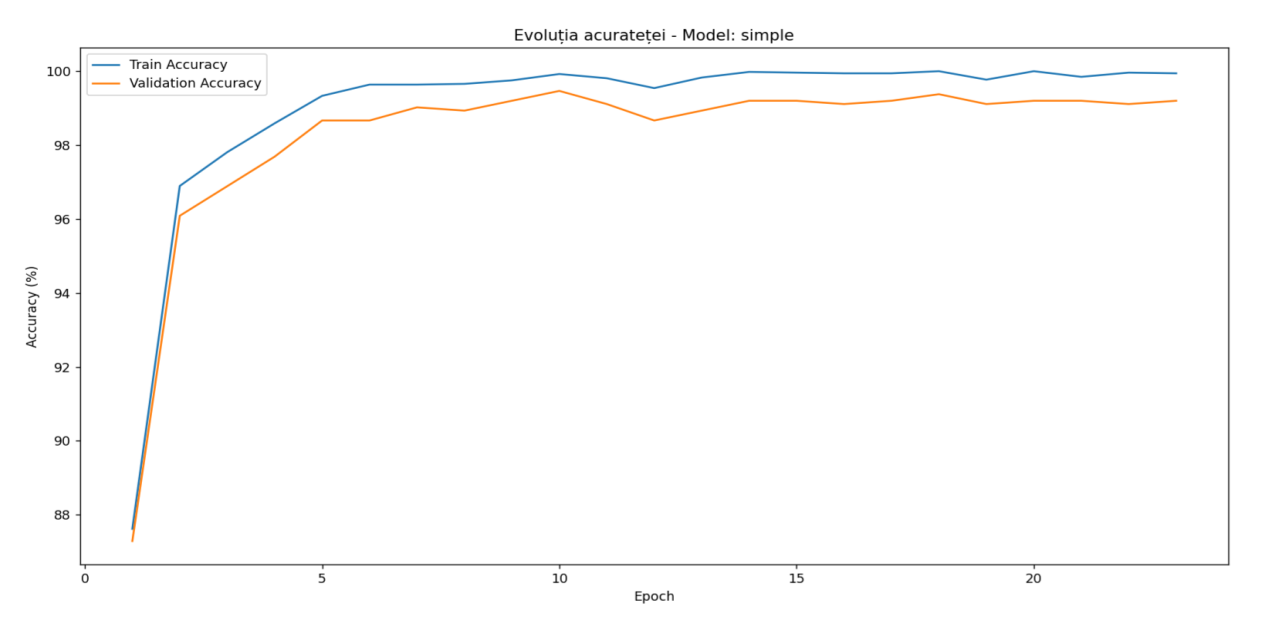 Evoluția acurateței - Model: simple
Train Accuracy
Validation Accuracy
Accuracy (%)
100
98
96
94
92
90
88
0 5 10 15 20
Epoch